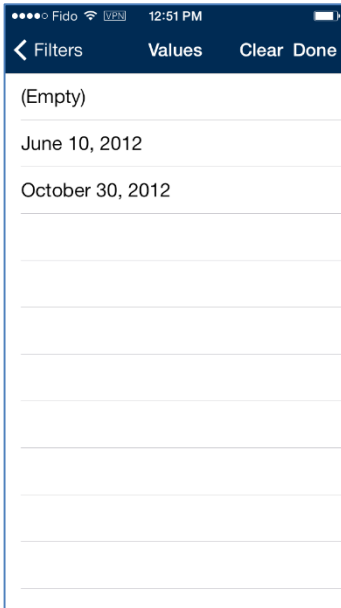 Fido VPN 12:51 PM
Filters Values Clear Done
(Empty)
June 10, 2012
October 30, 2012